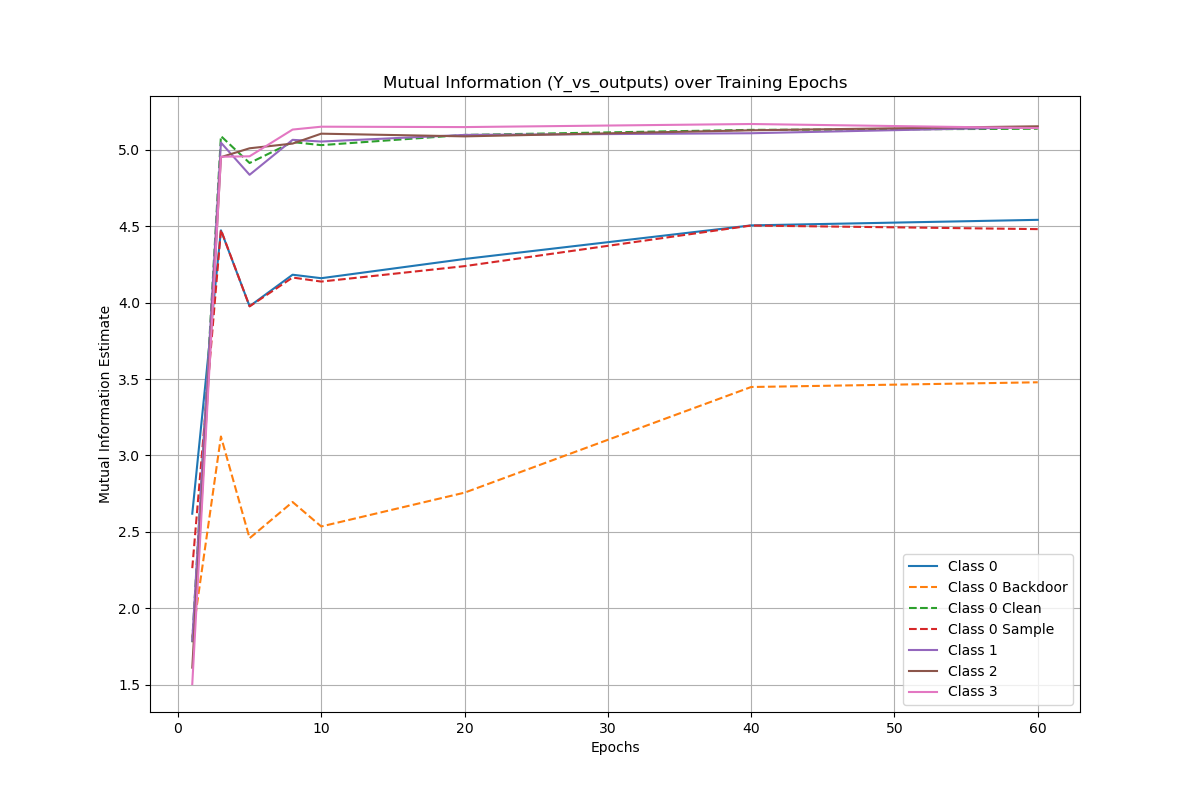 Mutual Information (Y_vs_outputs) over Training Epochs
Mutual Information Estimate
5.0
4.5
4.0
3.5
3.0
2.5
2.0
1.5
Class 0
Class 0 Backdoor
Class 0 Clean
Class 0 Sample
Class 1
Class 2
Class 3
0 10 20 30 40 50 60
Epochs